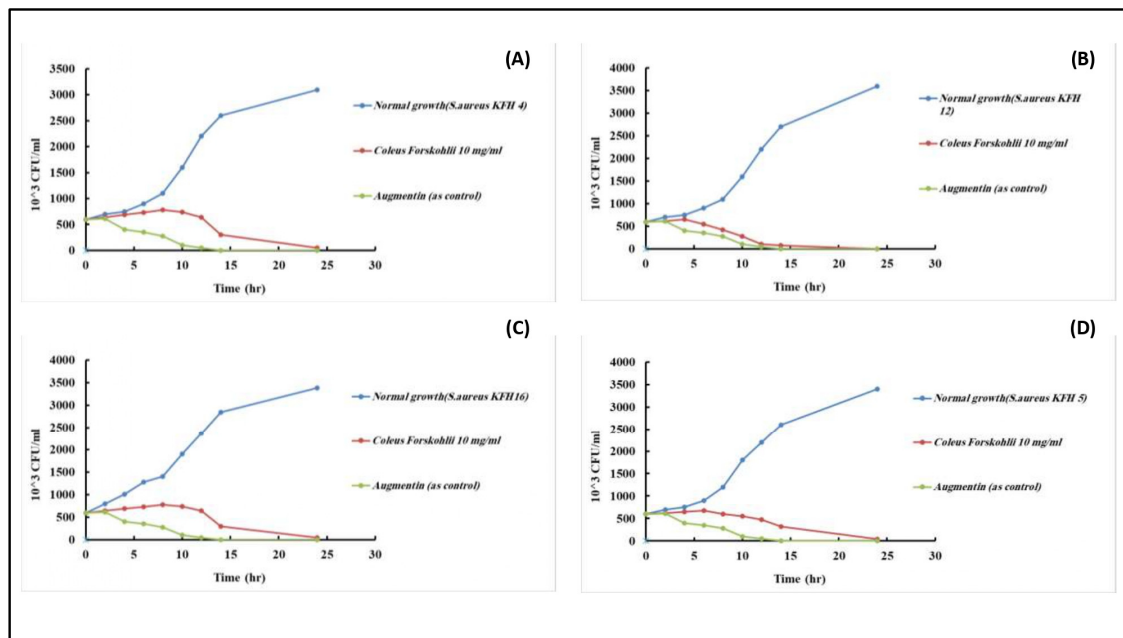 (A)
3500
3000
2500
2000
1500
1000
500
0
10^3 CFU/ml
0 5 10 15 20 25 30
Time (hr)
Normal growth(S.aureus KFH 4)
Coleus Forskohlii 10 mg/ml
Augmentin (as control)
(B)
4000
3500
3000
2500
2000
1500
1000
500
0
10^3 CFU/ml
0 5 10 15 20 25 30
Time (hr)
Normal growth(S.aureus KFH
12)
Coleus Forskohlii 10 mg/ml
Augmentin (as control)
(C)
4000
3500
3000
2500
2000
1500
1000
500
0
10^3 CFU/ml
0 5 10 15 20 25 30
Time (hr)
Normal growth(S.aureus KFH16)
Coleus Forskohlii 10 mg/ml
Augmentin (as control)
(D)
4000
3500
3000
2500
2000
1500
1000
500
0
10^3 CFU/ml
0 5 10 15 20 25 30
Time (hr)
Normal growth(S.aureus KFH 5)
Coleus Forskohlii 10 mg/ml
Augmentin (as control)